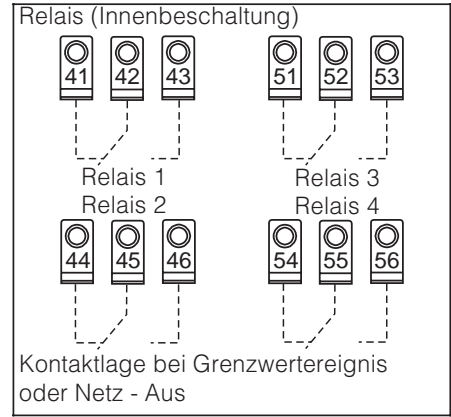 Relais (Innenbeschaltung)
41 42 43 51 52 53
Relais 1 Relais 3
Relais 2 Relais 4
44 45 46 54 55 56
Kontaktlage bei Grenzwertereignis
oder Netz - Aus